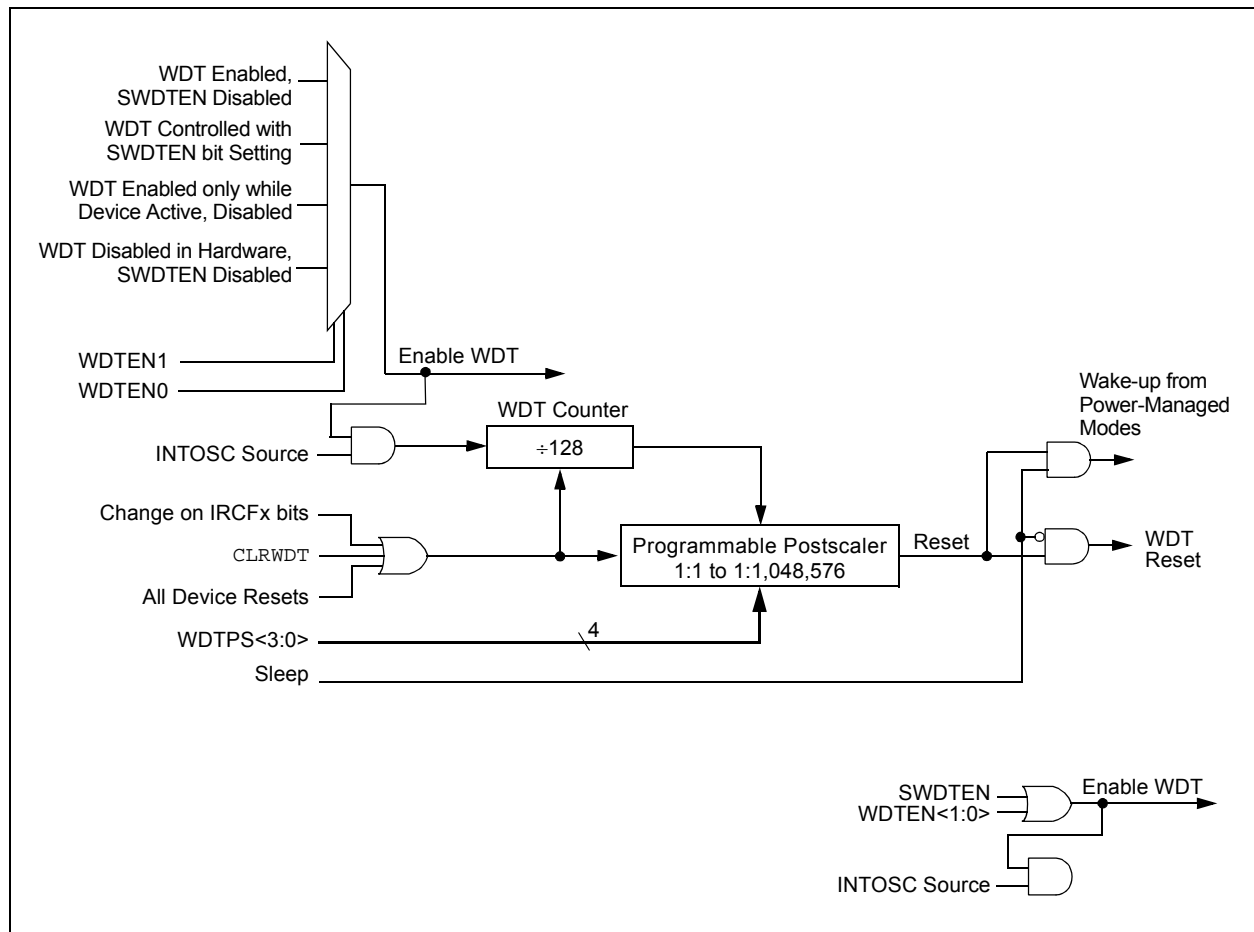 WDT Enabled,
SWDTEN Disabled
WDT Controlled with
SWDTEN bit Setting
WDT Enabled only while
Device Active, Disabled
WDT Disabled in Hardware,
SWDTEN Disabled
WDTEN1
WDTEN0
Enable WDT
WDT Counter
÷128
INTOSC Source
Change on IRCFx bits
CLRWDT
All Device Resets
Programmable Postscaler
1:1 to 1:1,048,576
Reset
Wake-up from
Power-Managed
Modes
WDT
Reset
WDTPS<3:0>
4
Sleep
SWDTEN
WDTEN<1:0>
Enable WDT
INTOSC Source